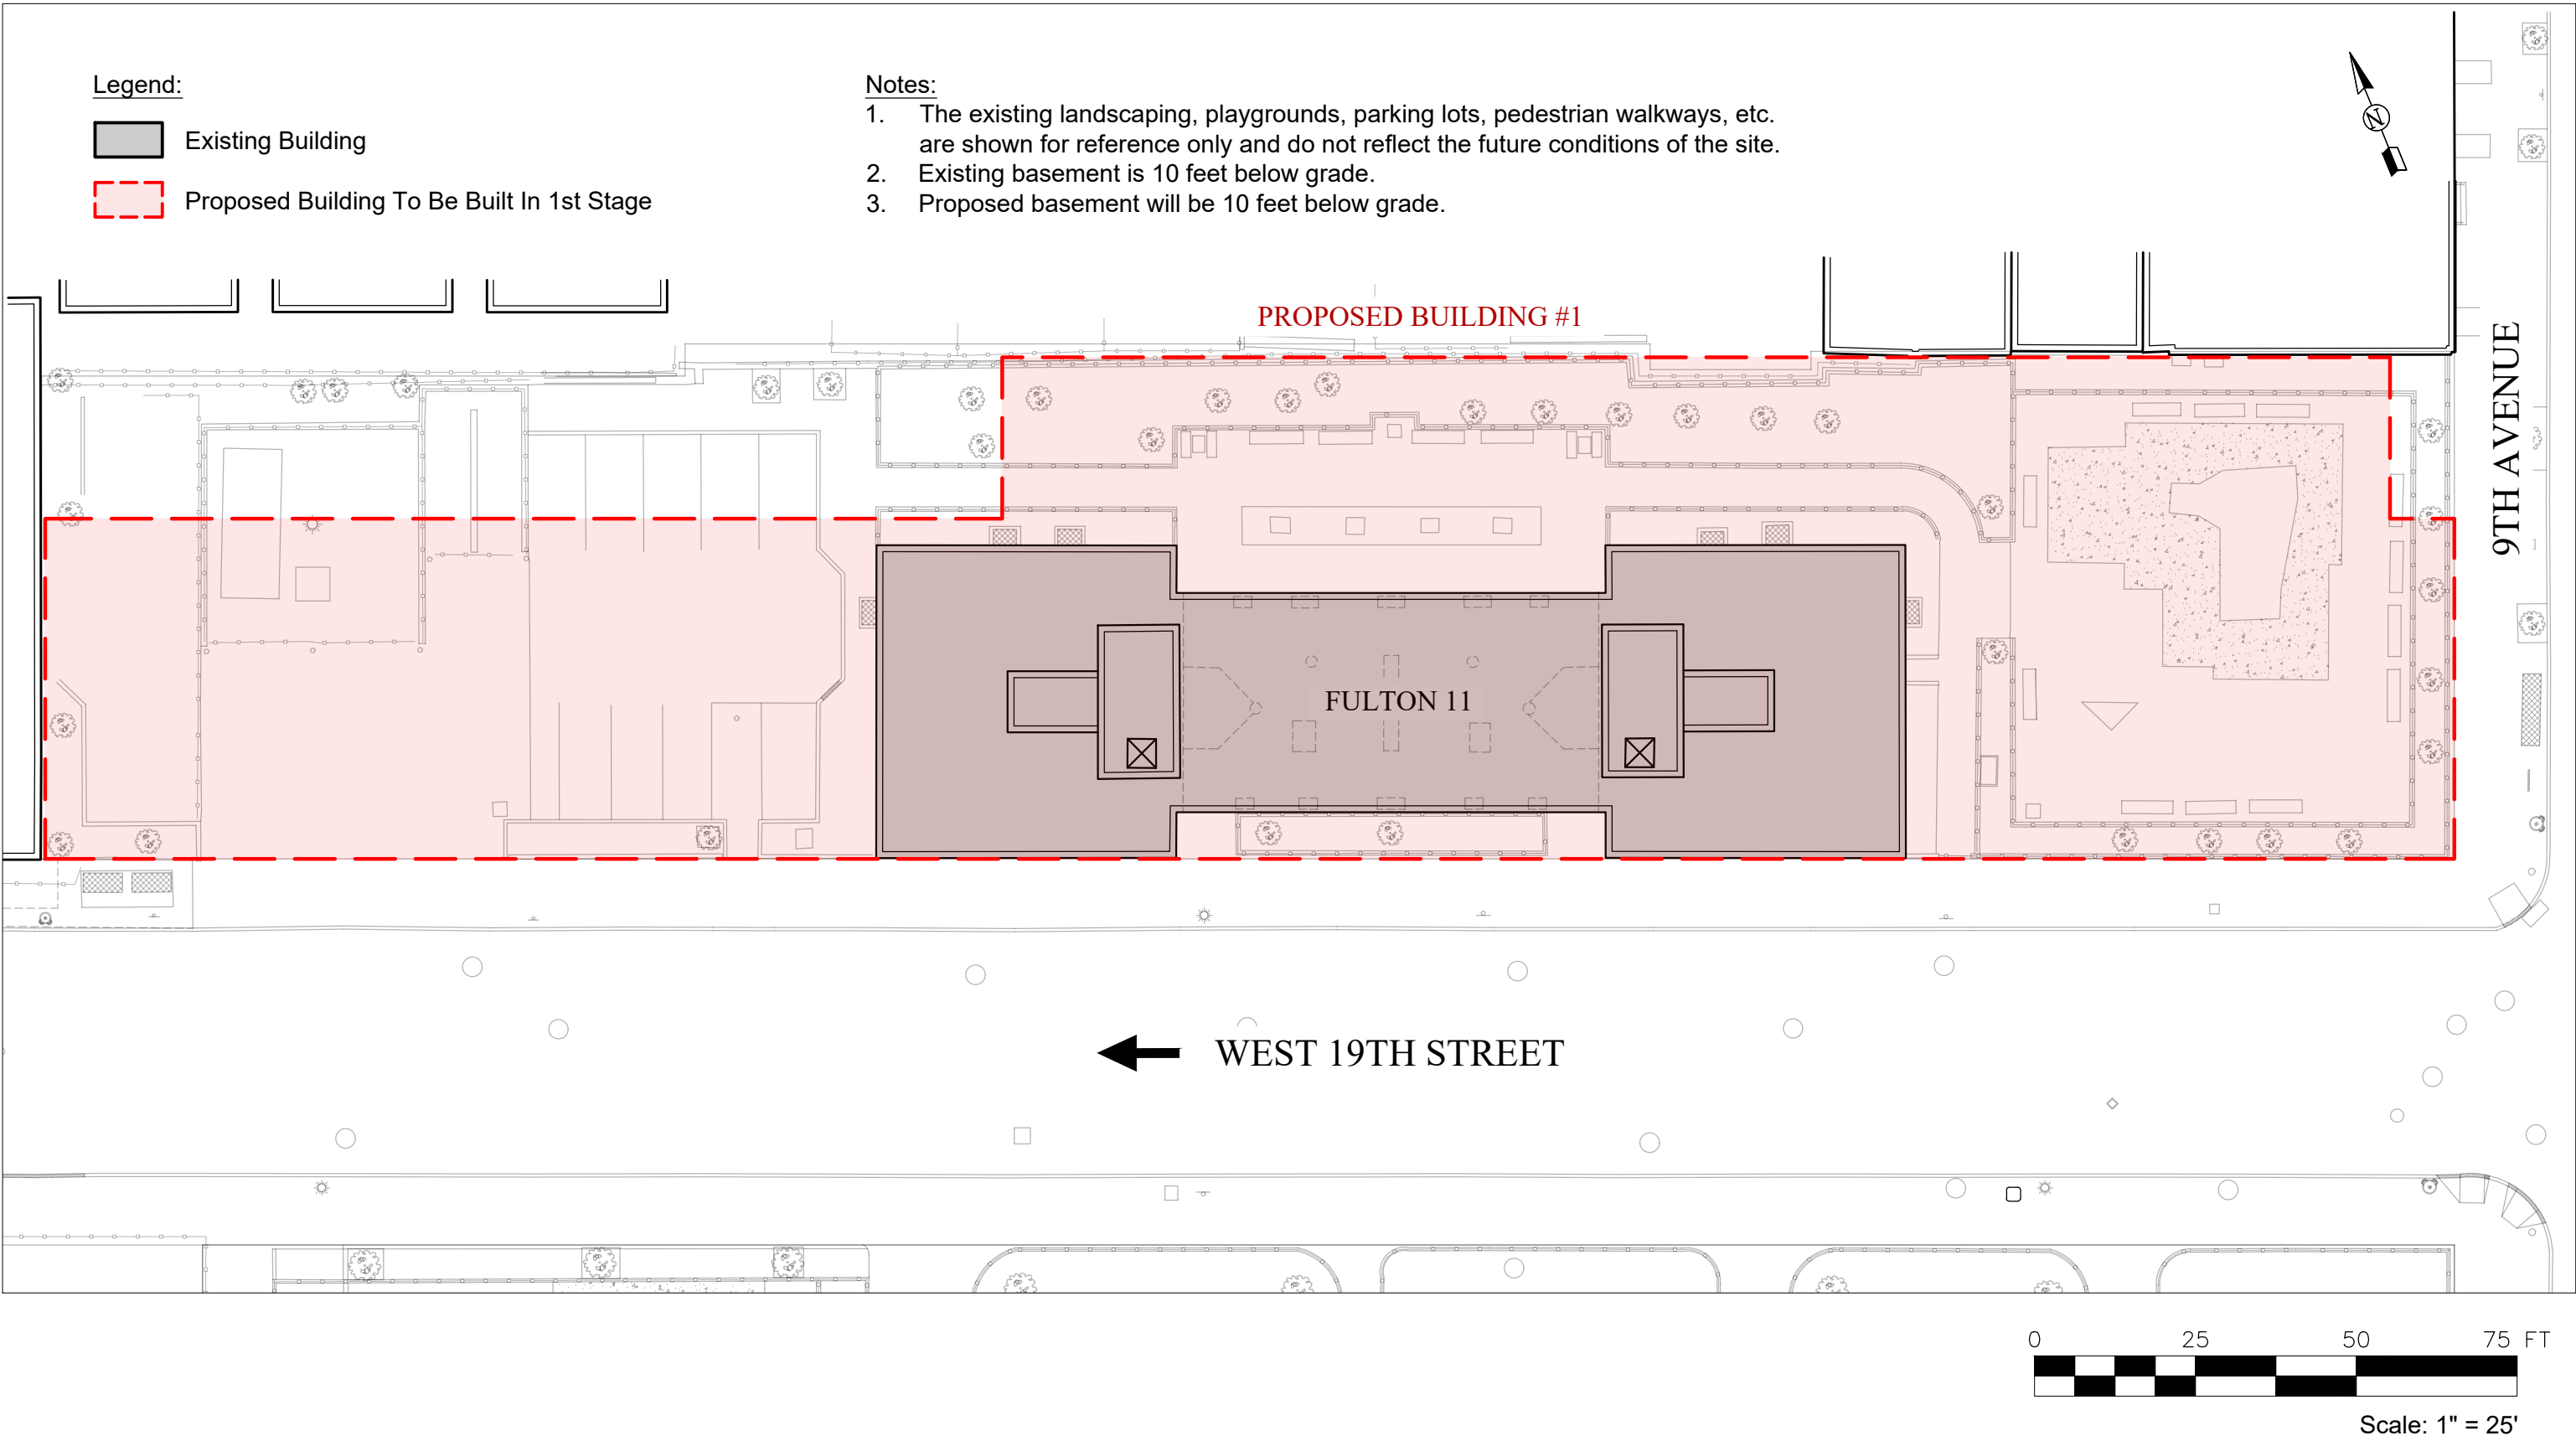 Legend:
Existing Building
Proposed Building To Be Built In 1st Stage
Notes:
1. The existing landscaping, playgrounds, parking lots, pedestrian walkways, etc.
are shown for reference only and do not reflect the future conditions of the site.
2. Existing basement is 10 feet below grade.
3. Proposed basement will be 10 feet below grade.
N
PROPOSED BUILDING #1
9TH AVENUE
FULTON 11
WEST 19TH STREET
0 25 50 75 FT
Scale: 1" = 25'